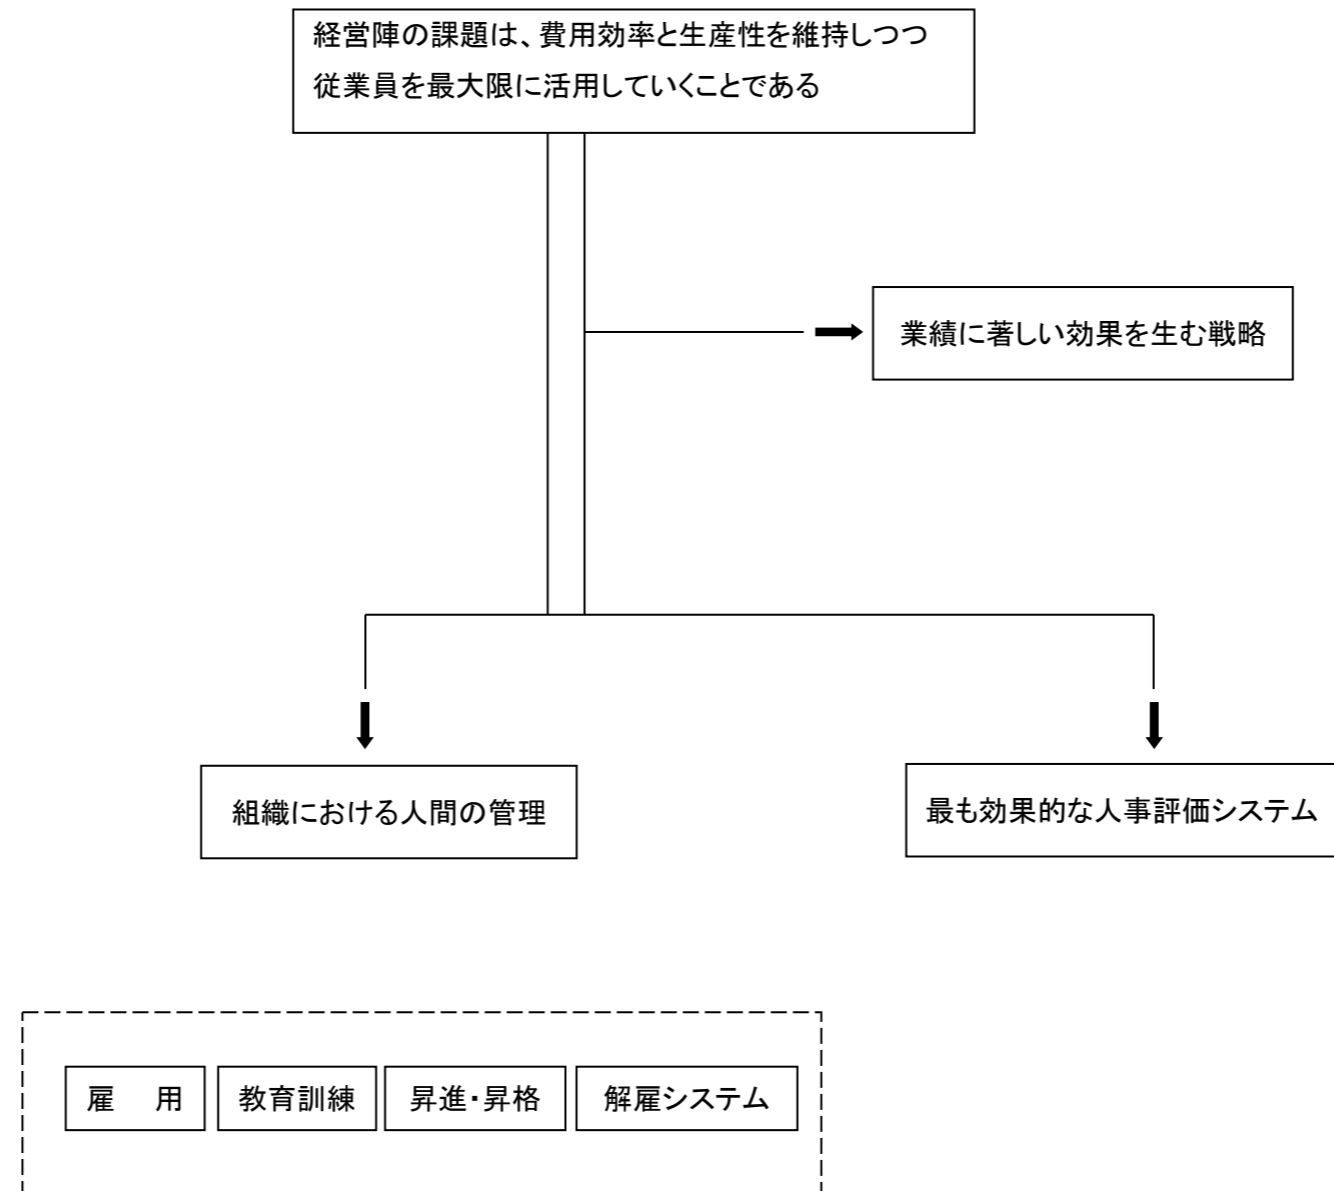 経営陣の課題は、費用効率と生産性を維持しつつ
従業員を最大限に活用していくことである
業績に著しい効果を生む戦略
組織における人間の管理
最も効果的な人事評価システム
雇　用
教育訓練
昇進・昇格
解雇システム